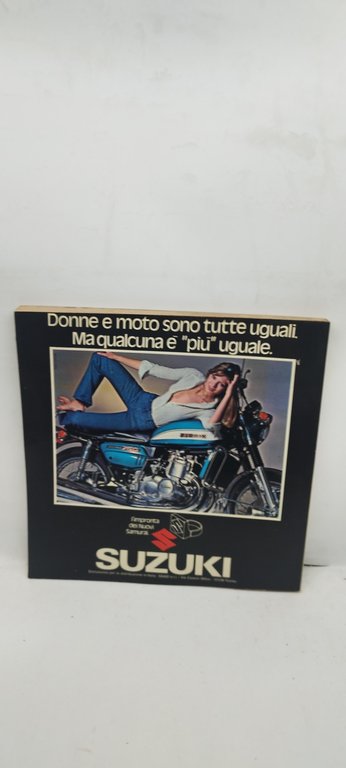 Donne e moto sono tutte uguali.
Ma qualcuna è "più" uguale.
l'impronta
dei Nuovi
Samurai.
SUZUKI